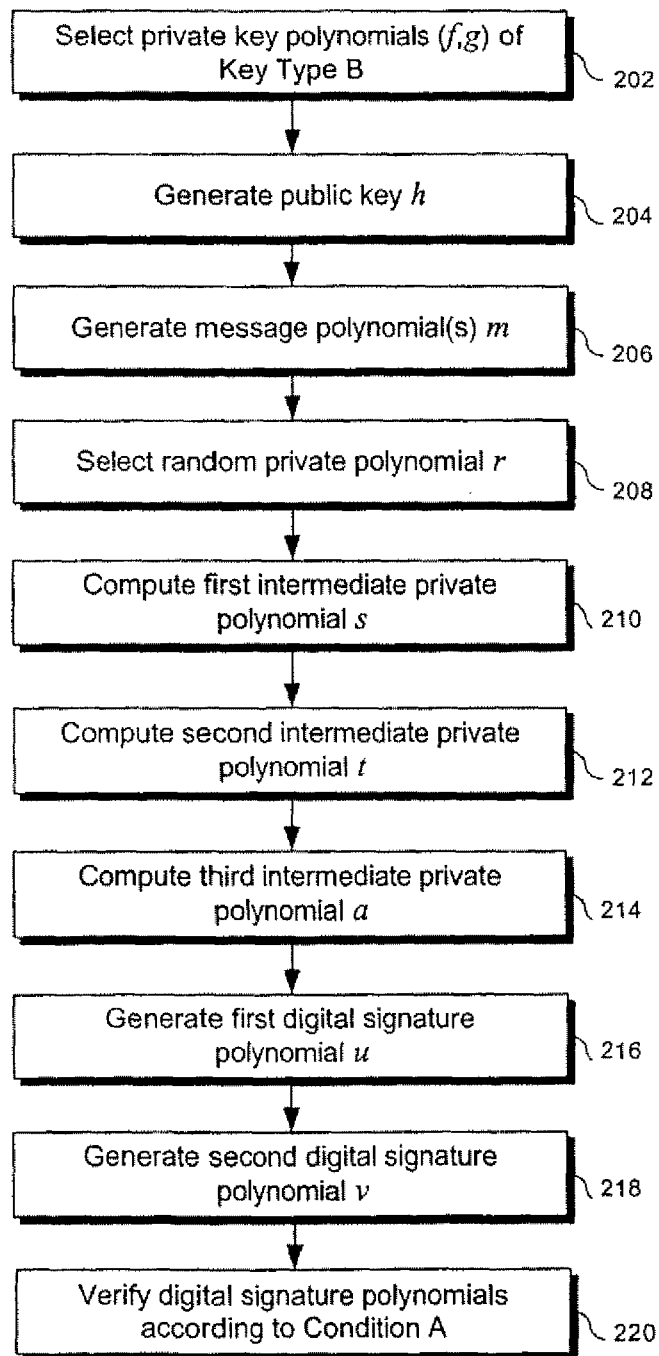 Select private key polynomials (f,g) of
Key Type B
202
Generate public key h
204
Generate message polynomial(s) m
206
Select random private polynomial r
208
Compute first intermediate private
polynomial s
210
Compute second intermediate private
polynomial t
212
Compute third intermediate private
polynomial a
214
Generate first digital signature
polynomial u
216
Generate second digital signature
polynomial v
218
Verify digital signature polynomials
according to Condition A
220